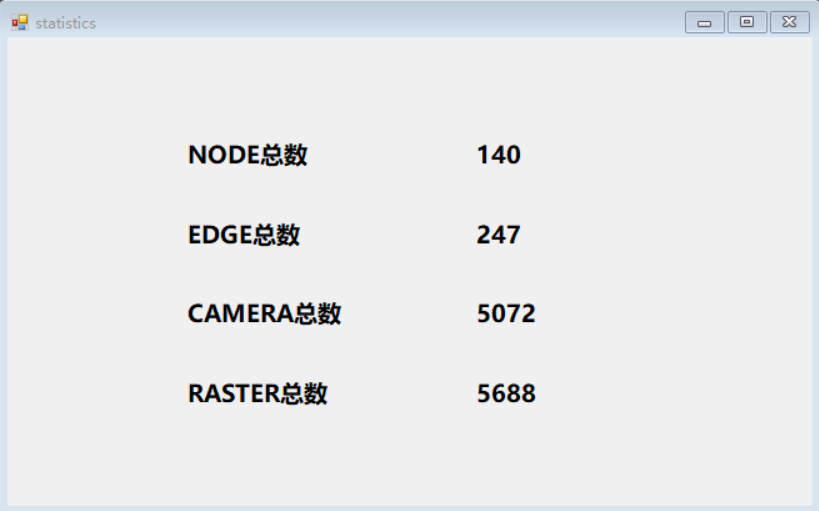 statistics
NODE总数 140
EDGE总数 247
CAMERA总数 5072
RASTER总数 5688